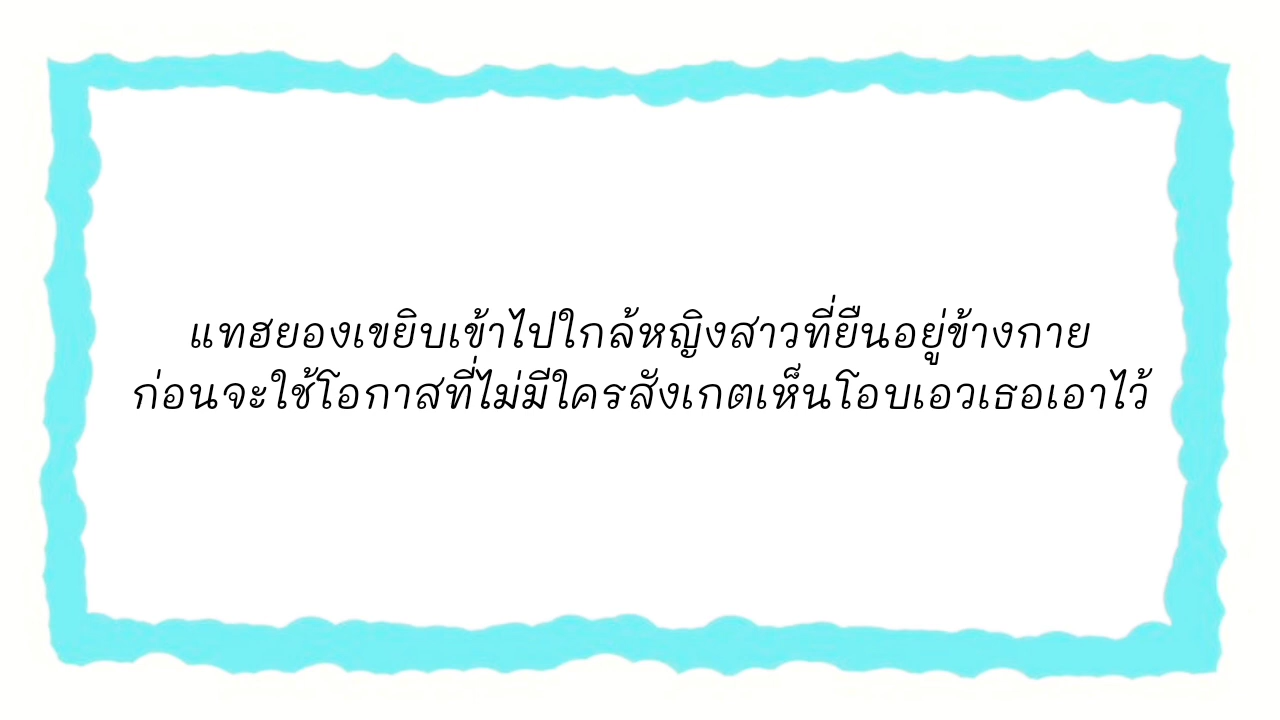 แทฮยองเขยิบเข้าไปใกล้หญิงสาวที่ยืนอยู่ข้างกาย
ก่อนจะใช้โอกาสที่ไม่มีใครสังเกตเห็นโอบเอวเธอเอาไว้